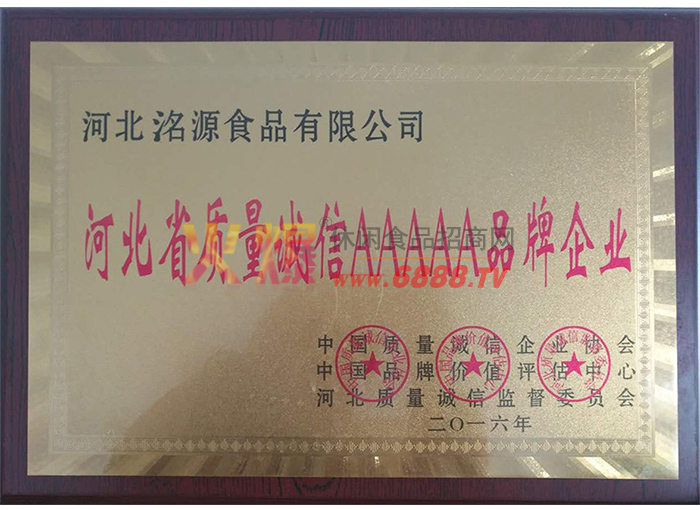 河北洺源食品有限公司
河北省质量诚信AAAAA品牌企业
火爆 休闲食品招商网
www.6888.TV
中国质量诚信企业协会
中国品牌价值评估中心
河北质量诚信监督委员会
二〇一六年